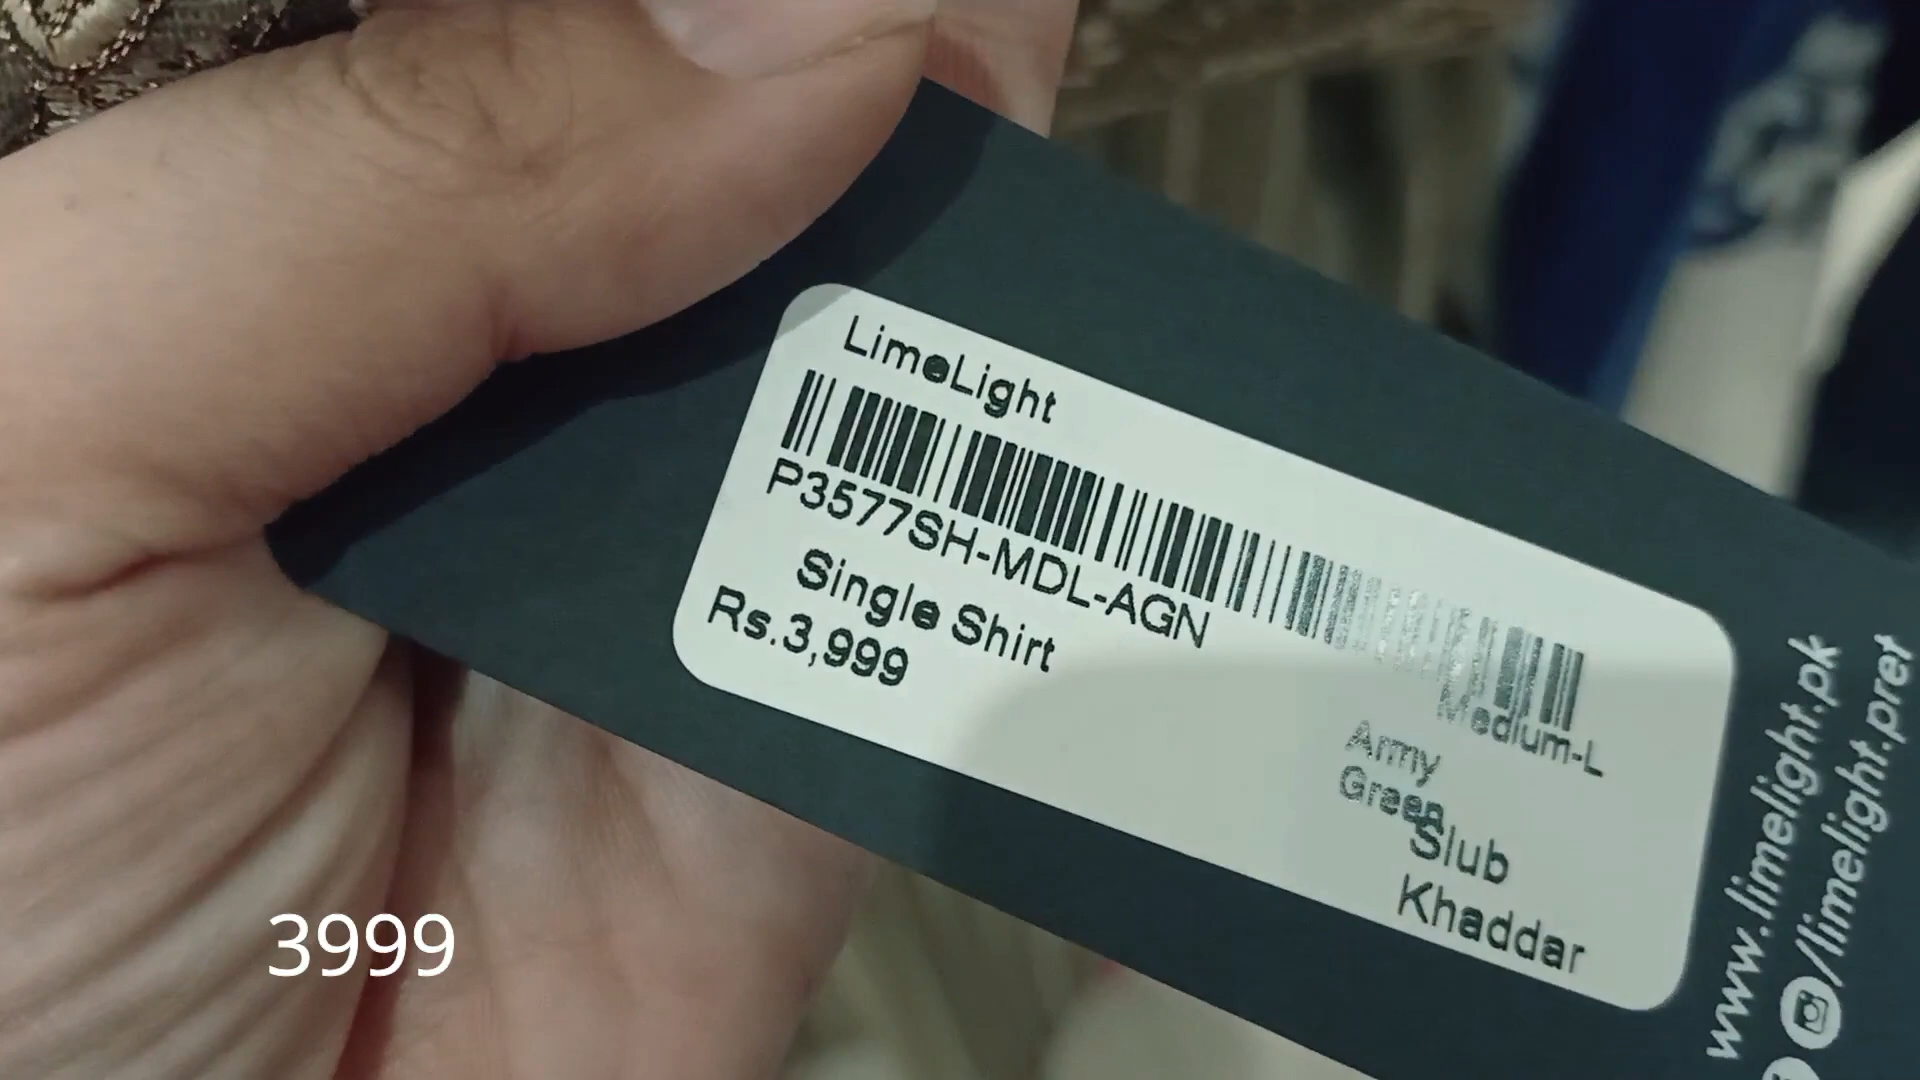 LimeLight
P3577SH-MDL-AGN
Single Shirt
Rs.3,999
Medium-L
Army
Green
Slub
Khaddar
www.limelight.pk
/limelight.pret
3999